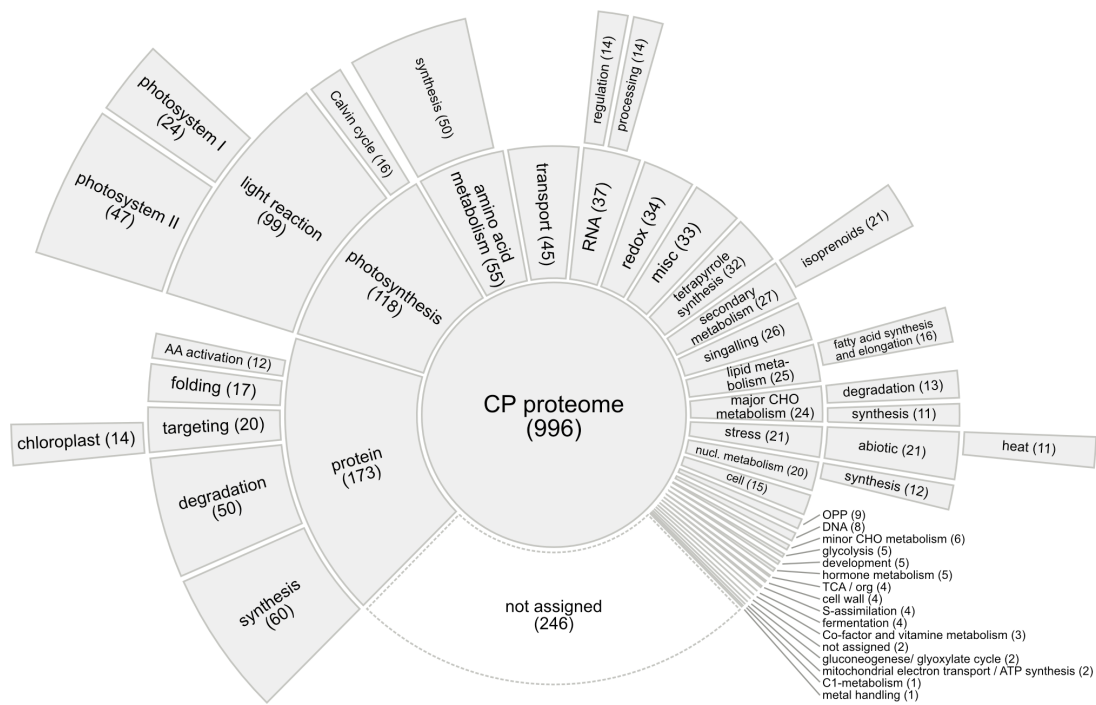 CP proteome
(996)
photosynthesis
(118)
light reaction
(99)
photosystem I
(24)
photosystem II
(47)
Calvin cycle (16)
amino acid
metabolism (55)
synthesis (50)
transport (45)
RNA (37)
regulation (14)
processing (14)
redox (34)
misc (33)
tetrapyrrole
synthesis (32)
secondary
metabolism (27)
isoprenoids (21)
singalling (26)
lipid meta-
bolism (25)
fatty acid synthesis
and elongation (16)
major CHO
metabolism (24)
degradation (13)
synthesis (11)
stress (21)
abiotic (21)
heat (11)
nucl. metabolism (20)
synthesis (12)
cell (15)
OPP (9)
DNA (8)
minor CHO metabolism (6)
glycolysis (5)
development (5)
hormone metabolism (5)
TCA / org (4)
cell wall (4)
S-assimilation (4)
fermentation (4)
Co-factor and vitamine metabolism (3)
not assigned (2)
gluconeogenese/ glyoxylate cycle (2)
mitochondrial electron transport / ATP synthesis (2)
C1-metabolism (1)
metal handling (1)
not assigned
(246)
protein
(173)
AA activation (12)
folding (17)
targeting (20)
chloroplast (14)
degradation
(50)
synthesis
(60)